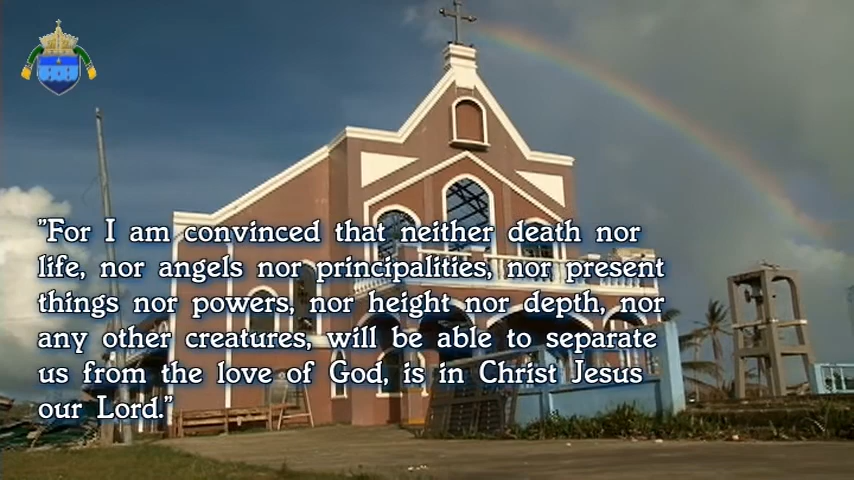 "For I am convinced that neither death nor
life, nor angels nor principalities, nor present
things nor powers, nor height nor depth, nor
any other creatures, will be able to separate
us from the love of God, is in Christ Jesus
our Lord."